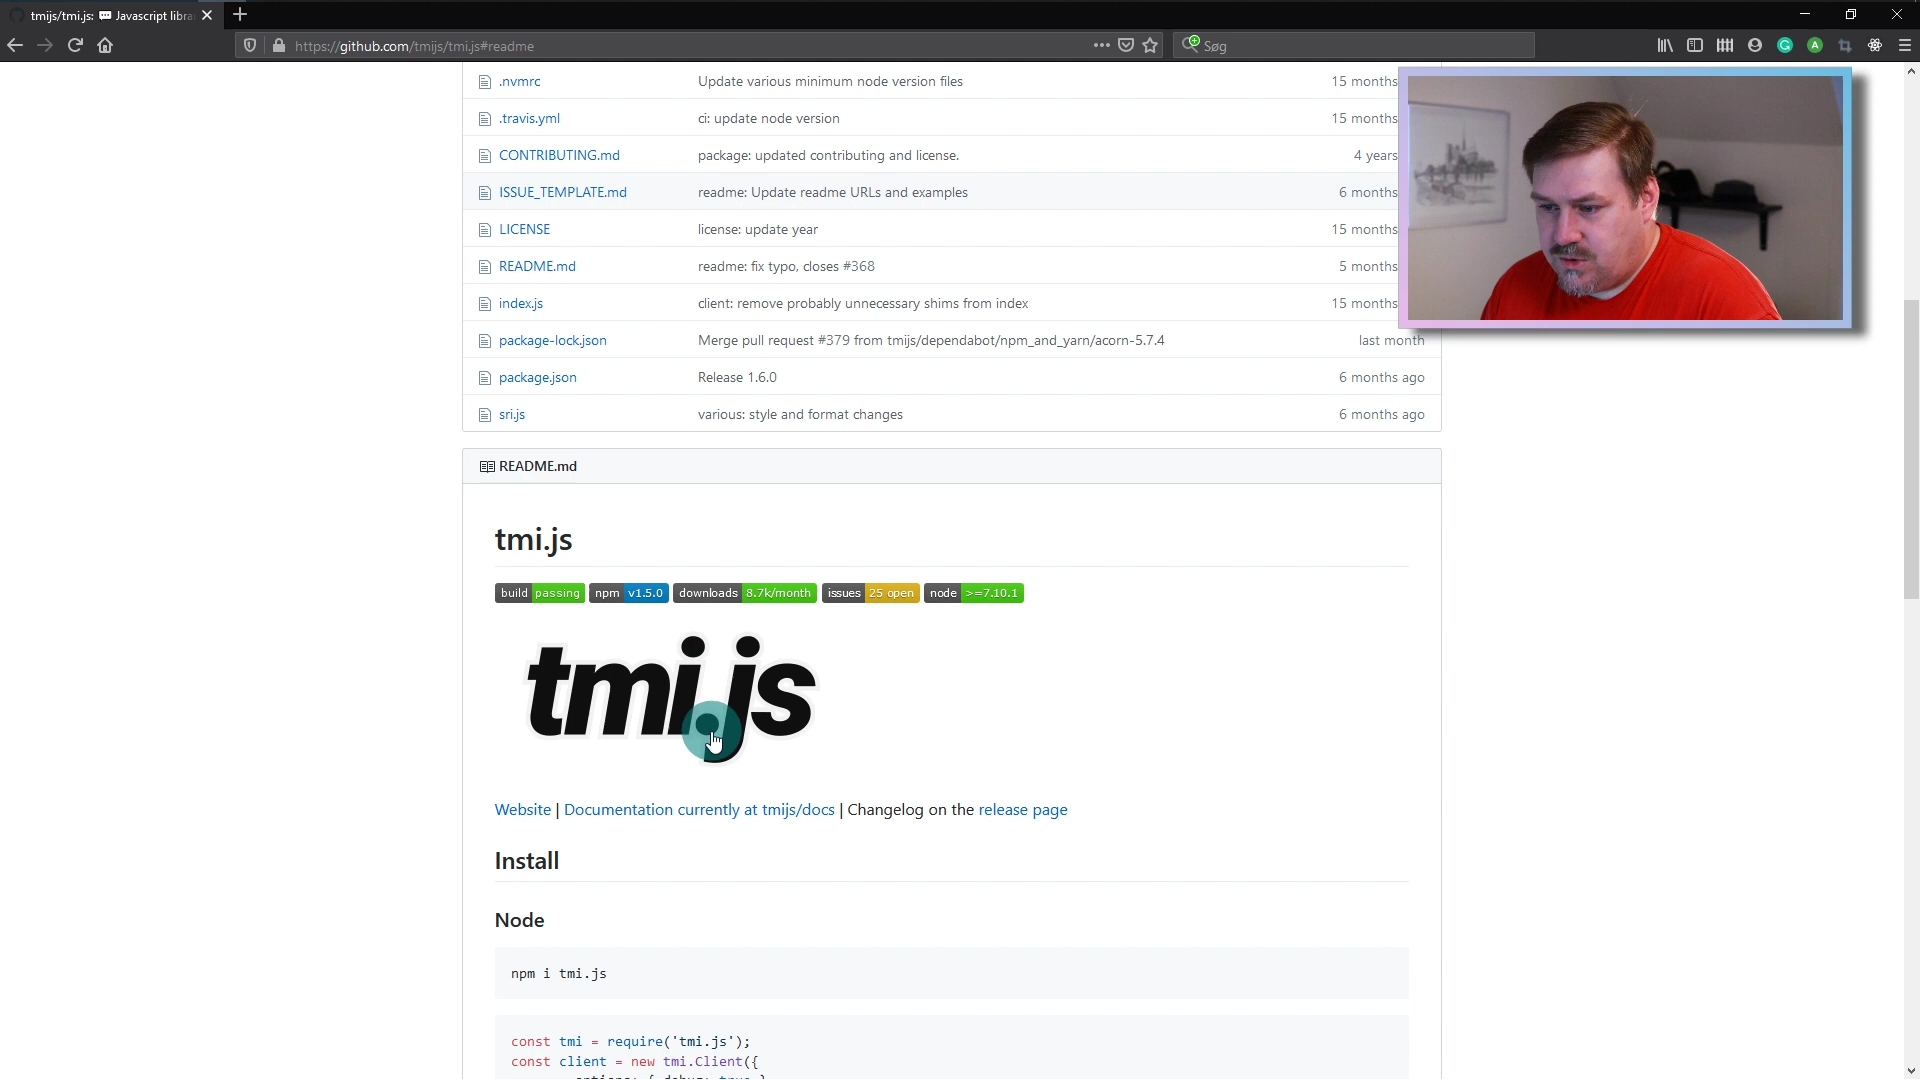 tmijs/tmi.js: 💬 Javascript libra
https://github.com/tmijs/tmi.js#readme
Søg
.nvmrc Update various minimum node version files 15 months
.travis.yml ci: update node version 15 months
CONTRIBUTING.md package: updated contributing and license. 4 years
ISSUE_TEMPLATE.md readme: Update readme URLs and examples 6 months
LICENSE license: update year 15 months
README.md readme: fix typo, closes #368 5 months
index.js client: remove probably unnecessary shims from index 15 months
package-lock.json Merge pull request #379 from tmijs/dependabot/npm_and_yarn/acorn-5.7.4 last month
package.json Release 1.6.0 6 months ago
sri.js various: style and format changes 6 months ago
README.md
tmi.js
build passing npm v1.5.0 downloads 8.7k/month issues 25 open node >=7.10.1
tmi.js
Website | Documentation currently at tmijs/docs | Changelog on the release page
Install
Node
npm i tmi.js
const tmi = require('tmi.js');
const client = new tmi.Client({
options: { debug: true }